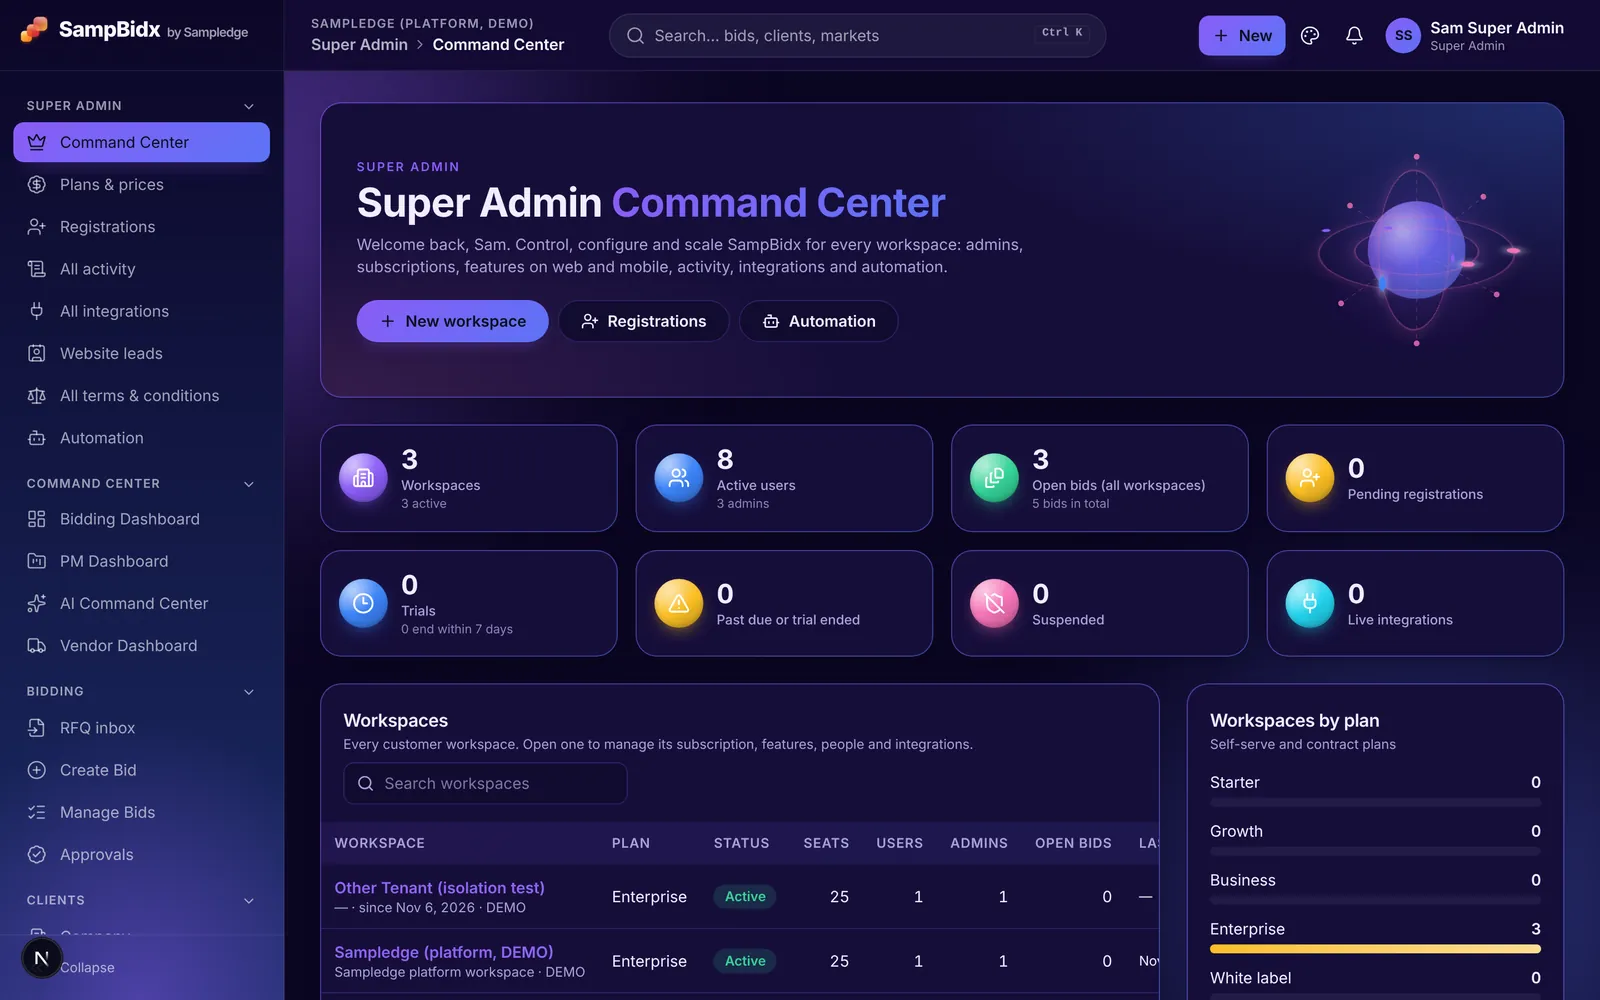 SampBidx by Sampledge
SAMPLEDGE (PLATFORM, DEMO)
Super Admin > Command Center
Search... bids, clients, markets
Ctrl K
New
SS
Sam Super Admin
Super Admin
SUPER ADMIN
Command Center
Plans & prices
Registrations
All activity
All integrations
Website leads
All terms & conditions
Automation
COMMAND CENTER
Bidding Dashboard
PM Dashboard
AI Command Center
Vendor Dashboard
BIDDING
RFQ inbox
Create Bid
Manage Bids
Approvals
CLIENTS
Company
N
Collapse
SUPER ADMIN
Super Admin Command Center
Welcome back, Sam. Control, configure and scale SampBidx for every workspace: admins,
subscriptions, features on web and mobile, activity, integrations and automation.
New workspace
Registrations
Automation
3
Workspaces
3 active
8
Active users
3 admins
3
Open bids (all workspaces)
5 bids in total
0
Pending registrations
0
Trials
0 end within 7 days
0
Past due or trial ended
0
Suspended
0
Live integrations
Workspaces
Every customer workspace. Open one to manage its subscription, features, people and integrations.
Search workspaces
WORKSPACE PLAN STATUS SEATS USERS ADMINS OPEN BIDS LA
Other Tenant (isolation test) Enterprise Active 25 1 1 0 —
— · since Nov 6, 2026 · DEMO
Sampledge (platform, DEMO) Enterprise Active 25 1 1 0 Nov
Sampledge platform workspace · DEMO
Workspaces by plan
Self-serve and contract plans
Starter 0
Growth 0
Business 0
Enterprise 3
White label 0